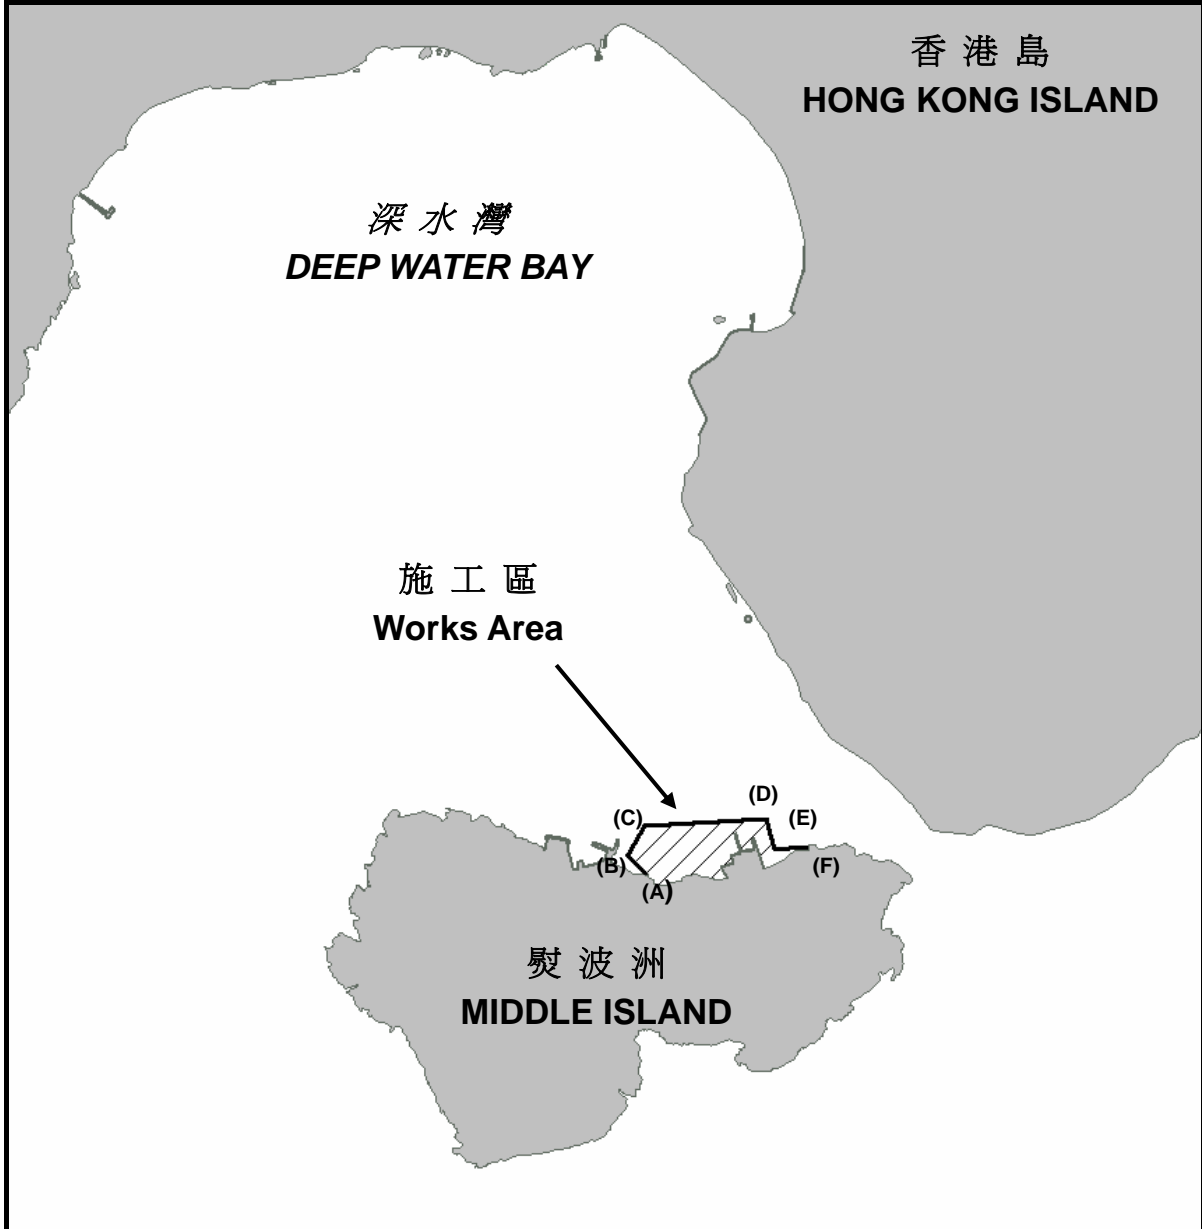 香港島
HONG KONG ISLAND
深水灣
DEEP WATER BAY
施工區
Works Area
(D)
(C)
(E)
(B)
(F)
(A)
熨波洲
MIDDLE ISLAND